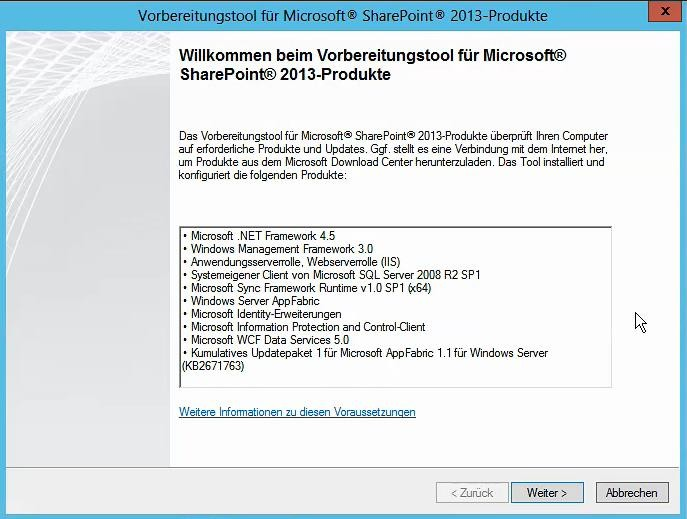 Vorbereitungstool für Microsoft® SharePoint® 2013-Produkte
x
Willkommen beim Vorbereitungstool für Microsoft®
SharePoint® 2013-Produkte
Das Vorbereitungstool für Microsoft® SharePoint® 2013-Produkte überprüft Ihren Computer
auf erforderliche Produkte und Updates. Ggf. stellt es eine Verbindung mit dem Internet her,
um Produkte aus dem Microsoft Download Center herunterzuladen. Das Tool installiert und
konfiguriert die folgenden Produkte:
• Microsoft .NET Framework 4.5
• Windows Management Framework 3.0
• Anwendungsserverrolle, Webserverrolle (IIS)
• Systemeigener Client von Microsoft SQL Server 2008 R2 SP1
• Microsoft Sync Framework Runtime v1.0 SP1 (x64)
• Windows Server AppFabric
• Microsoft Identity-Erweiterungen
• Microsoft Information Protection and Control-Client
• Microsoft WCF Data Services 5.0
• Kumulatives Updatepaket 1 für Microsoft AppFabric 1.1 für Windows Server
(KB2671763)
Weitere Informationen zu diesen Voraussetzungen
< Zurück
Weiter >
Abbrechen